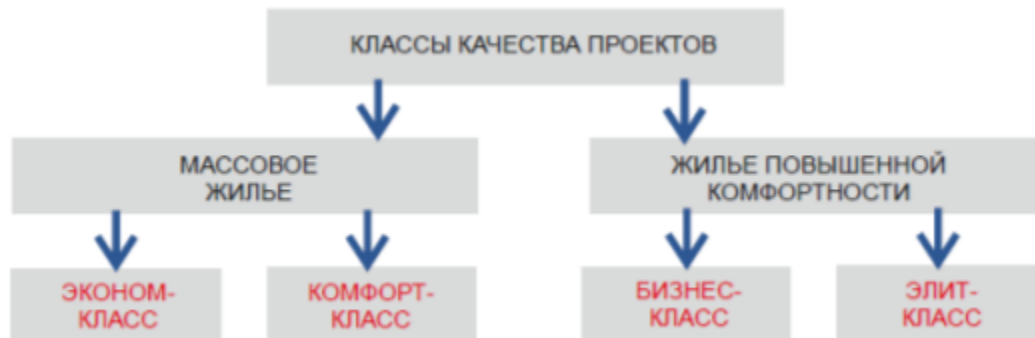 КЛАССЫ КАЧЕСТВА ПРОЕКТОВ
МАССОВОЕ
ЖИЛЬЕ
ЖИЛЬЕ ПОВЫШЕННОЙ
КОМФОРТНОСТИ
ЭКОНОМ-
КЛАСС
КОМФОРТ-
КЛАСС
БИЗНЕС-
КЛАСС
ЭЛИТ-
КЛАСС